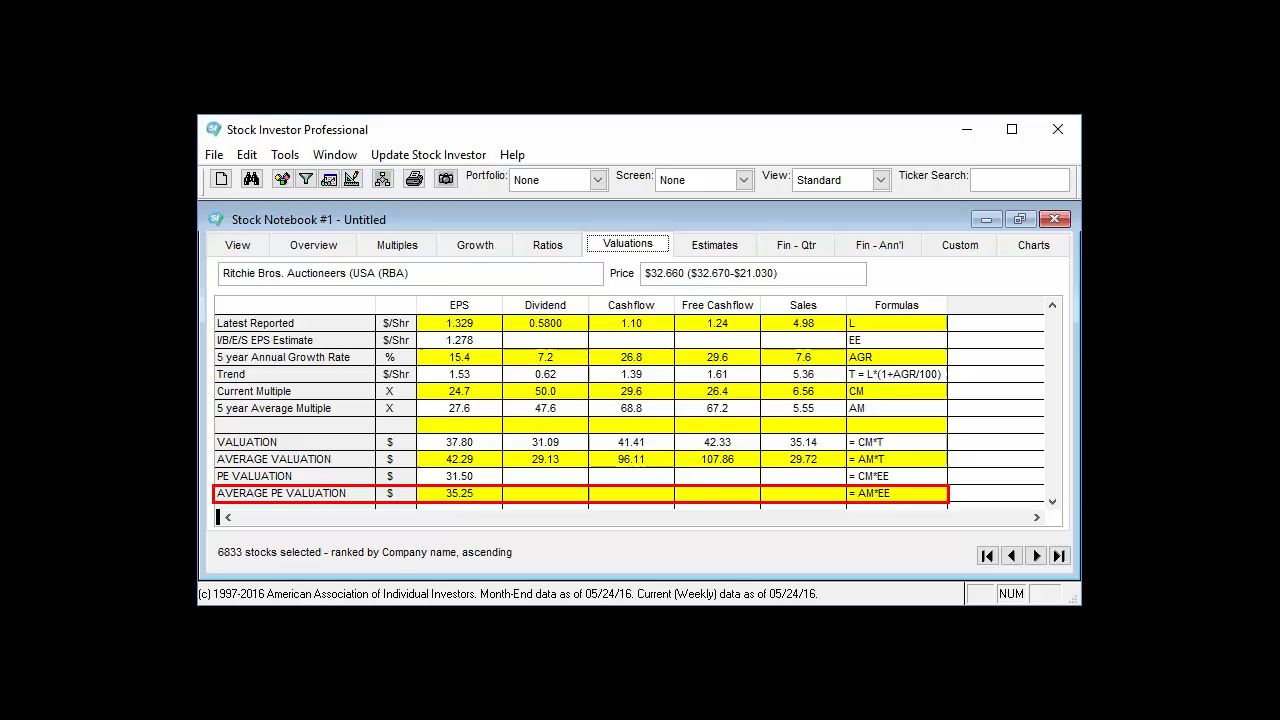 Stock Investor Professional
File Edit Tools Window Update Stock Investor Help
Portfolio: None Screen: None View: Standard Ticker Search:
Stock Notebook #1 - Untitled
View Overview Multiples Growth Ratios Valuations Estimates Fin - Qtr Fin - Ann'l Custom Charts
Ritchie Bros. Auctioneers (USA (RBA) Price $32.660 ($32.670-$21.030)
EPS Dividend Cashflow Free Cashflow Sales Formulas
Latest Reported $/Shr 1.329 0.5800 1.10 1.24 4.98 L
I/B/E/S EPS Estimate $/Shr 1.278 EE
5 year Annual Growth Rate % 15.4 7.2 26.8 29.6 7.6 AGR
Trend $/Shr 1.53 0.62 1.39 1.61 5.36 T = L*(1+AGR/100)
Current Multiple X 24.7 50.0 29.6 26.4 6.56 CM
5 year Average Multiple X 27.6 47.6 68.8 67.2 5.55 AM
VALUATION $ 37.80 31.09 41.41 42.33 35.14 = CM*T
AVERAGE VALUATION $ 42.29 29.13 96.11 107.86 29.72 = AM*T
PE VALUATION $ 31.50 = CM*EE
AVERAGE PE VALUATION $ 35.25 = AM*EE
6833 stocks selected - ranked by Company name, ascending
(c) 1997-2016 American Association of Individual Investors. Month-End data as of 05/24/16. Current (Weekly) data as of 05/24/16. NUM